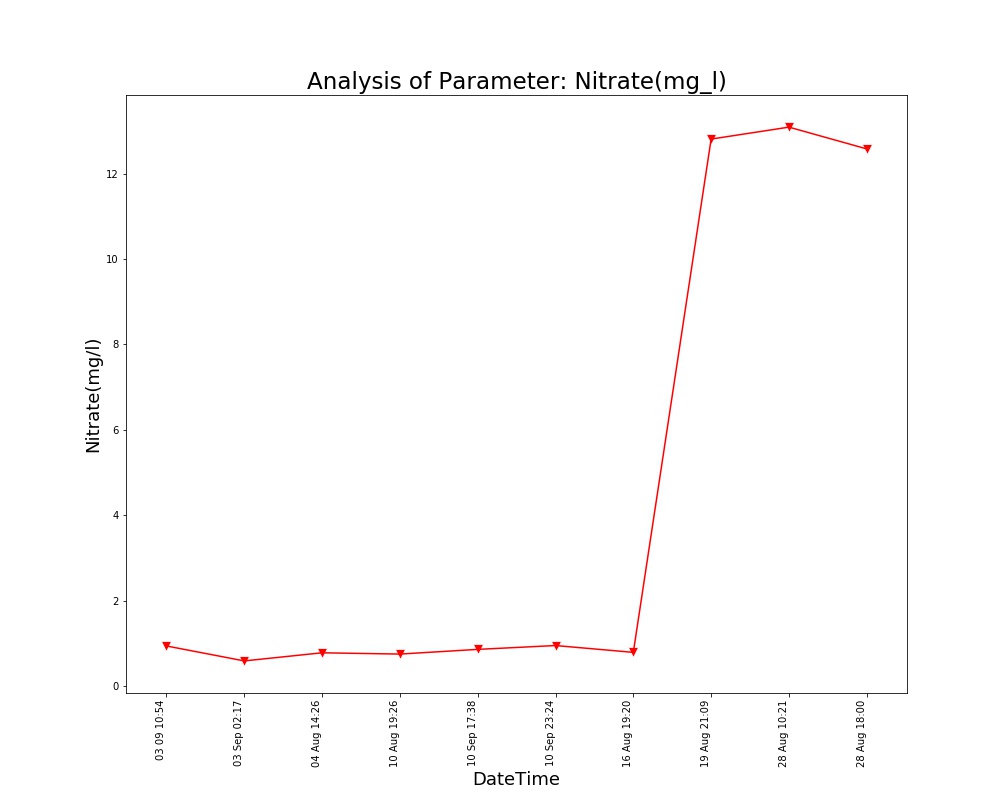 Analysis of Parameter: Nitrate(mg_l)
Nitrate(mg/l)
12
10
8
6
4
2
0
03 09 10:54
03 Sep 02:17
04 Aug 14:26
10 Aug 19:26
10 Sep 17:38
10 Sep 23:24
16 Aug 19:20
19 Aug 21:09
28 Aug 10:21
28 Aug 18:00
DateTime